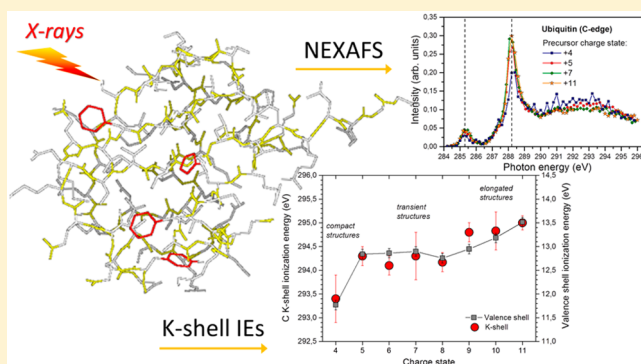 X-rays
NEXAFS
Intensity (arb. units)
0,35
0,30
0,25
0,20
0,15
0,10
0,05
0,00
Ubiquitin (C-edge)
Precursor charge state:
+4
+5
+7
+11
284 285 286 287 288 289 290 291 292 293 294 295 296
Photon energy (eV)
K-shell IEs
C K-shell ionization energy (eV)
296,0
295,5
295,0
294,5
294,0
293,5
293,0
292,5
compact
structures
transient
structures
elongated
structures
Valence shell
K-shell
14,5
14,0
13,5
13,0
12,5
12,0
11,5
11,0
Valence shell ionization energy (eV)
4 5 6 7 8 9 10 11
Charge state